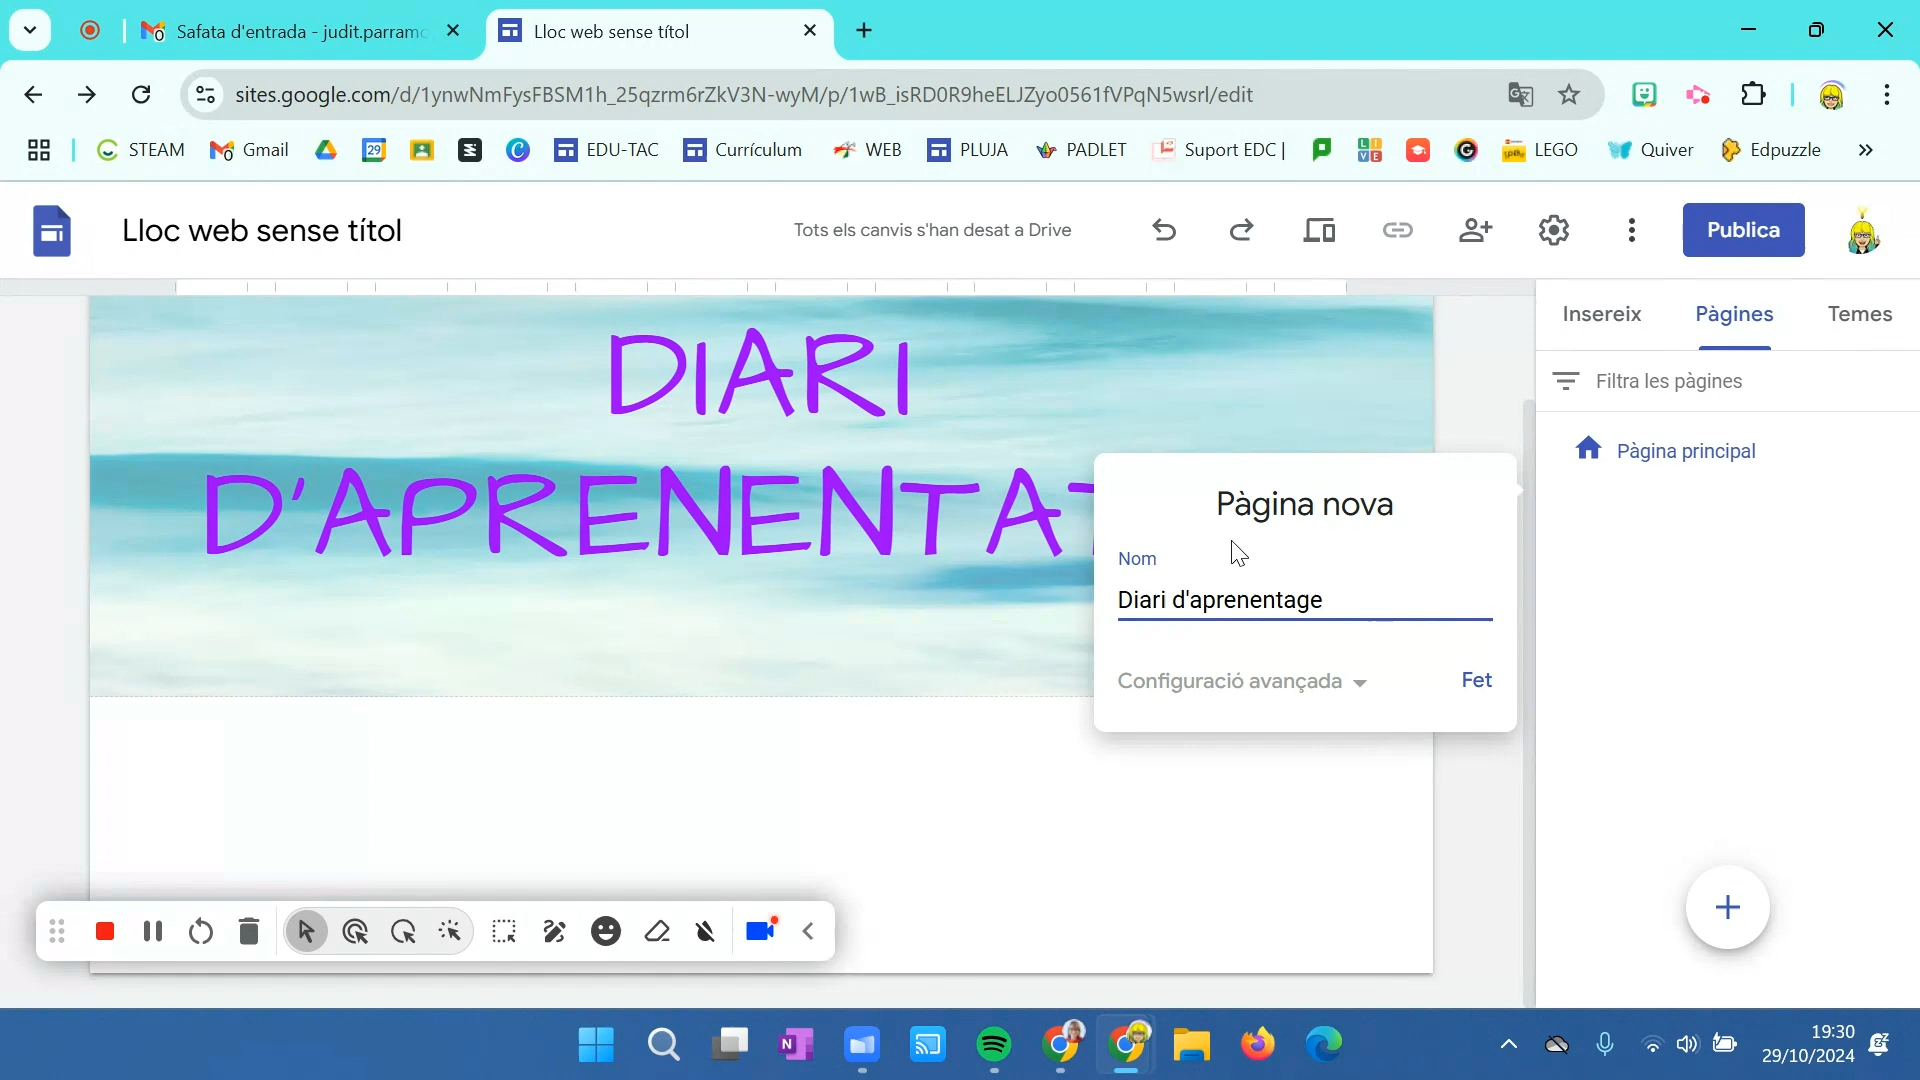 Safata d'entrada - judit.parramo
Lloc web sense títol
sites.google.com/d/1ynwNmFysFBSM1h_25qzrm6rZkV3N-wyM/p/1wB_isRD0R9heELJZyo0561fVPqN5wsrl/edit
STEAM
Gmail
29
EDU-TAC
Currículum
WEB
PLUJA
PADLET
Suport EDC |
LIVE
LEGO
Quiver
Edpuzzle
Lloc web sense títol
Tots els canvis s'han desat a Drive
Publica
Insereix
Pàgines
Temes
Filtra les pàgines
Pàgina principal
DIARI
D'APRENENTAT
Pàgina nova
Nom
Diari d'aprenentage
Configuració avançada
Fet
19:30
29/10/2024